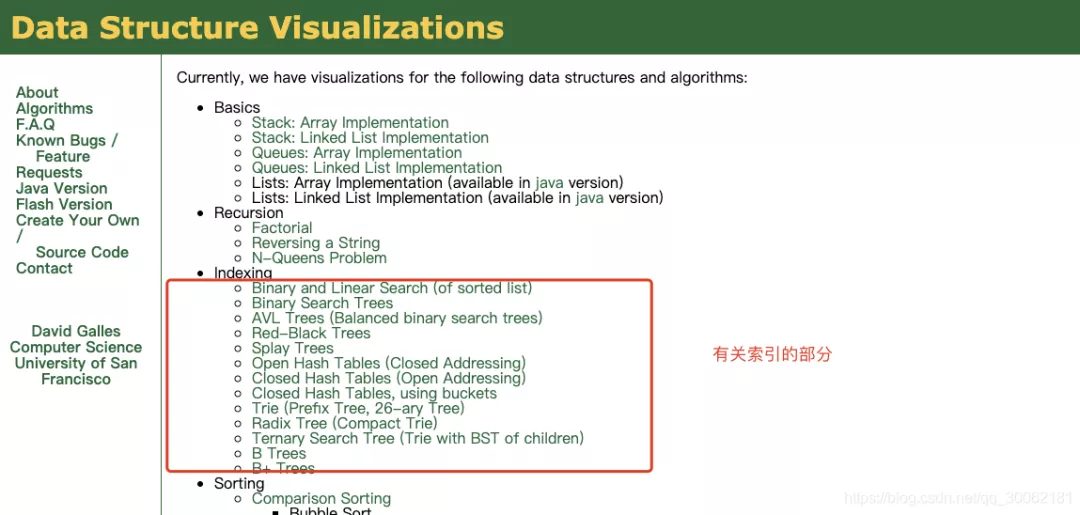 Data Structure Visualizations
About
Algorithms
F.A.Q
Known Bugs /
Feature
Requests
Java Version
Flash Version
Create Your Own
/
Source Code
Contact
David Galles
Computer Science
University of San
Francisco
Currently, we have visualizations for the following data structures and algorithms:
Basics
Stack: Array Implementation
Stack: Linked List Implementation
Queues: Array Implementation
Queues: Linked List Implementation
Lists: Array Implementation (available in java version)
Lists: Linked List Implementation (available in java version)
Recursion
Factorial
Reversing a String
N-Queens Problem
Indexing
Binary and Linear Search (of sorted list)
Binary Search Trees
AVL Trees (Balanced binary search trees)
Red-Black Trees
Splay Trees
Open Hash Tables (Closed Addressing)
Closed Hash Tables (Open Addressing)
Closed Hash Tables, using buckets
Trie (Prefix Tree, 26-ary Tree)
Radix Tree (Compact Trie)
Ternary Search Tree (Trie with BST of children)
B Trees
B+ Trees
有关索引的部分
Sorting
Comparison Sorting
Bubble Sort
https://blog.csdn.net/qq_30062181